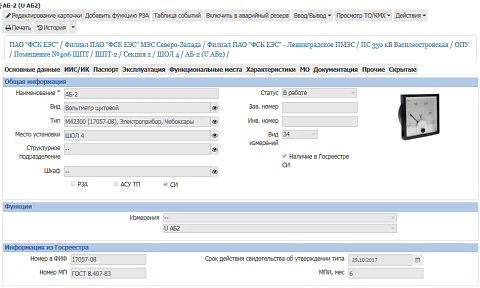 АБ-2 (U АБ2)
Редактирование карточки Добавить функцию РЗА Таблица событий Включить в аварийный резерв Ввод/Вывод Просмотр ТО/КМХ Действия
Печать История
ПАО "ФСК ЕЭС" / Филиал ПАО "ФСК ЕЭС" МЭС Северо-Запада / Филиал ПАО "ФСК ЕЭС" - Ленинградское ПМЭС / ПС 330 кВ Василеостровская / ОПУ
/ Помещение №406 ЩПТ / ЩПТ-2 / Секция 2 / ШОЛ 4 / АБ-2 (U АБ2) /
Основные данные ИИС/ИК Паспорт Эксплуатация Функциональные места Характеристики МО Документация Прочно Скрытые
Общая информация
Наименование * АБ-2 Статус В работе
Вид Вольтметр щитовой Зав. номер
Тип М42300 (17057-08), Электроприбор, Чебоксары Инв. номер
Место установки ШОЛ 4 Вид измерений 34
Структурное подразделение -- Наличие в Госреестре СИ
Шкаф --
РЗА АСУ ТП СИ
Функции
Измерения --
U АБ2
Информация из Госреестра
Номер в ФИФ 17057-08 Срок действия свидетельства об утверждении типа 29.10.2017
Номер МП ГОСТ 8.497-83 МПИ, мес 6